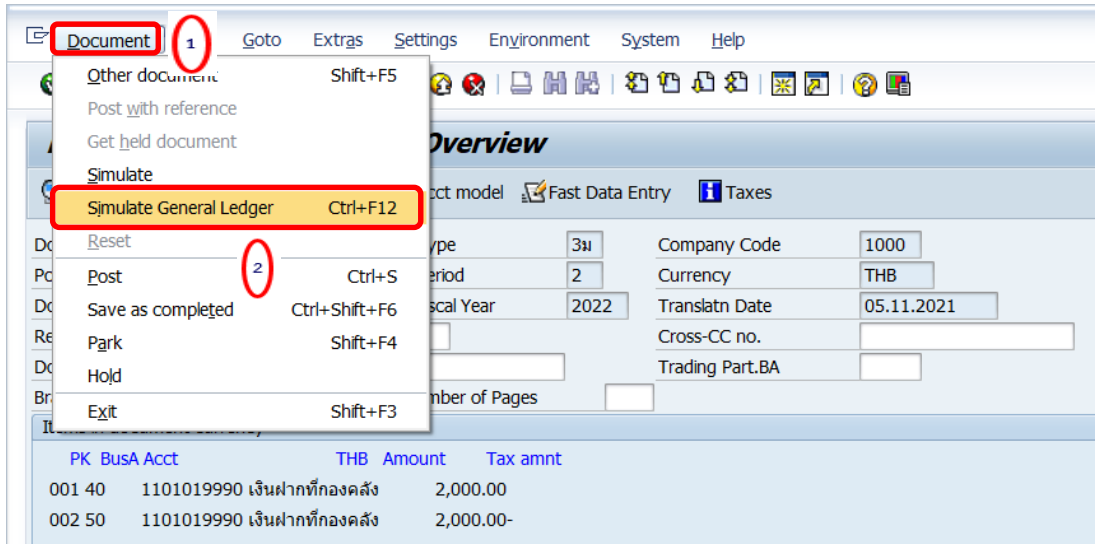 Document 1 Goto Extras Settings Environment System Help
Other document Shift+F5
Post with reference
Get held document
Overview
Simulate
cct model Fast Data Entry Taxes
Simulate General Ledger Ctrl+F12
Reset
ype 3ม Company Code 1000
2
Post Ctrl+S
eriod 2 Currency THB
Save as completed Ctrl+Shift+F6
scal Year 2022 Translatn Date 05.11.2021
Park Shift+F4
Cross-CC no.
Hold
Trading Part.BA
Exit Shift+F3
mber of Pages
PK BusA Acct THB Amount Tax amnt
001 40 1101019990 เงินฝากที่กองคลัง 2,000.00
002 50 1101019990 เงินฝากที่กองคลัง 2,000.00-